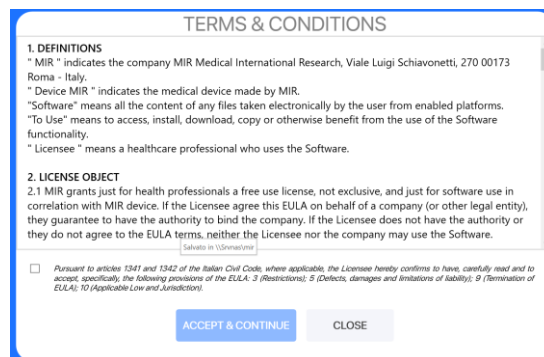 TERMS & CONDITIONS
1. DEFINITIONS
" MIR " indicates the company MIR Medical International Research, Viale Luigi Schiavonetti, 270 00173
Roma - Italy.
" Device MIR " indicates the medical device made by MIR.
"Software" means all the content of any files taken electronically by the user from enabled platforms.
"To Use" means to access, install, download, copy or otherwise benefit from the use of the Software
functionality.
" Licensee " means a healthcare professional who uses the Software.
2. LICENSE OBJECT
2.1 MIR grants just for health professionals a free use license, not exclusive, and just for software use in
correlation with MIR device. If the Licensee agree this EULA on behalf of a company (or other legal entity),
they guarantee to have the authority to bind the company. If the Licensee does not have the authority or
they do not agree to the EULA terms, neither the Licensee nor the company may use the Software.
Salvato in \\Srvnas\mir
Pursuant to articles 1341 and 1342 of the Italian Civil Code, where applicable, the Licensee hereby confirms to have, carefully read and to
accept, specifically, the following provisions of the EULA: 3 (Restrictions); 5 (Defects, damages and limitations of liability); 9 (Termination of
EULA); 10 (Applicable Low and Jurisdiction).
ACCEPT & CONTINUE
CLOSE